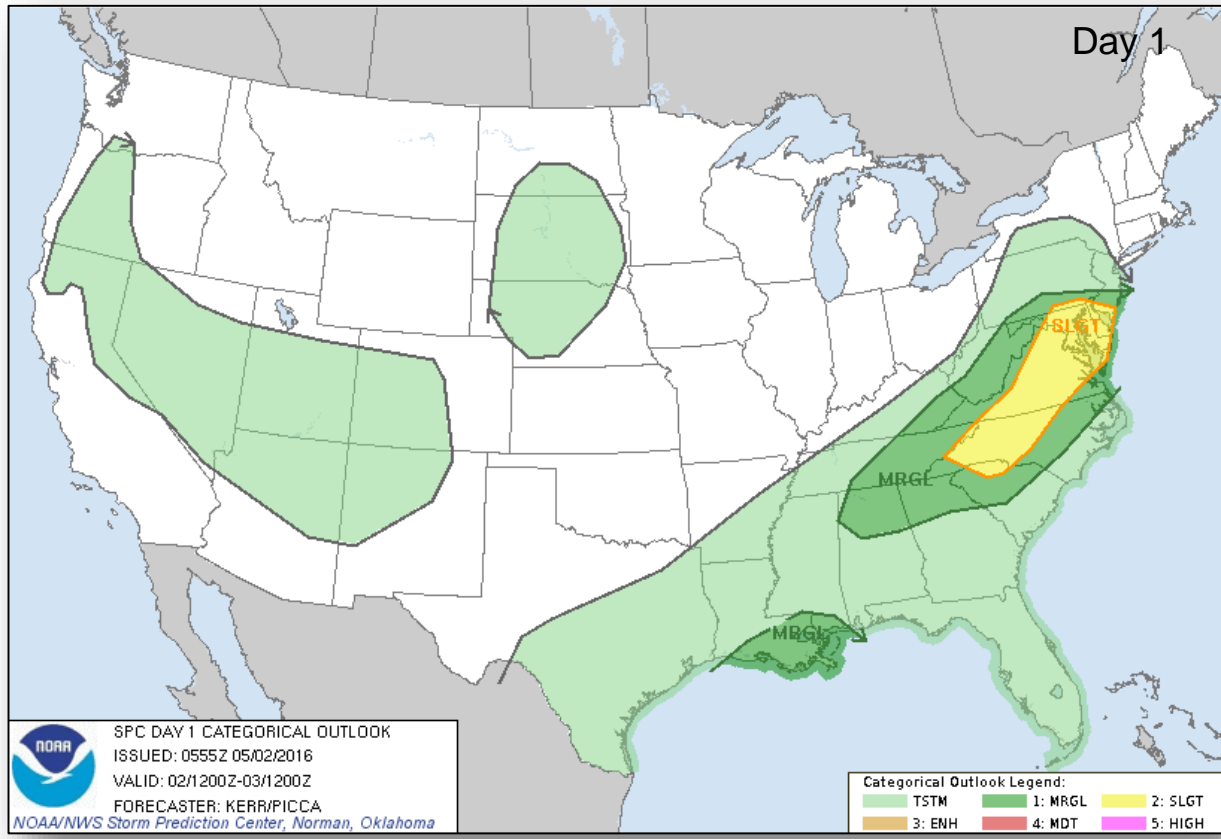 Day 1
SLGT
MRGL
MRGL
NOAA
SPC DAY 1 CATEGORICAL OUTLOOK
ISSUED: 0555Z 05/02/2016
VALID: 02/1200Z-03/1200Z
FORECASTER: KERR/PICCA
NOAA/NWS Storm Prediction Center, Norman, Oklahoma
Categorical Outlook Legend:
TSTM 1: MRGL 2: SLGT
3: ENH 4: MDT 5: HIGH